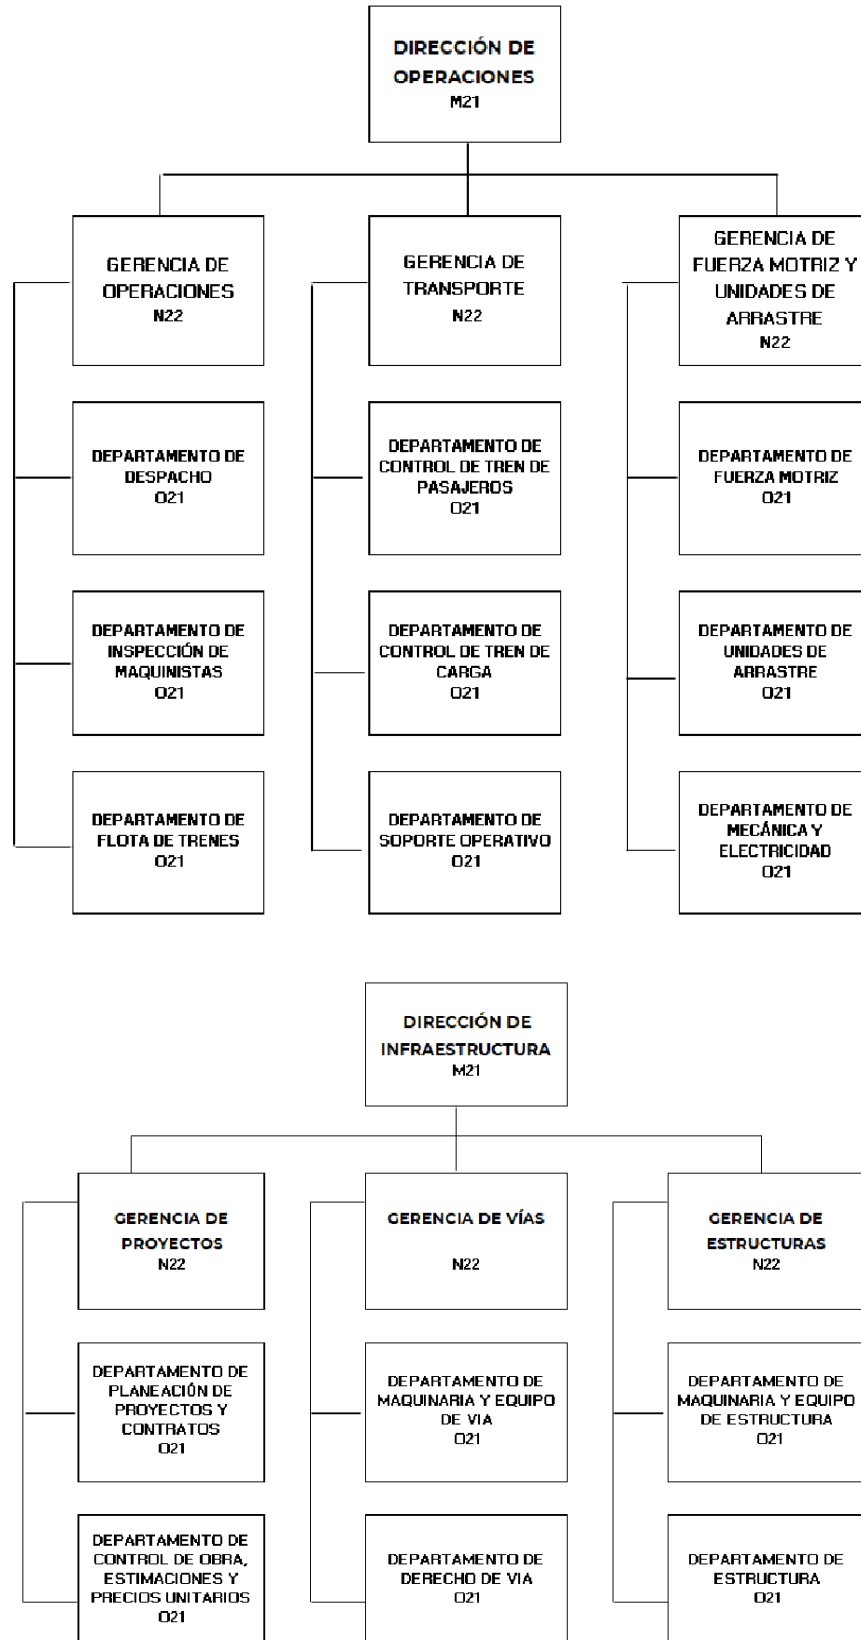 DIRECCIÓN DE
OPERACIONES
M21
GERENCIA DE
OPERACIONES
N22
GERENCIA DE
TRANSPORTE
N22
GERENCIA DE
FUERZA MOTRIZ Y
UNIDADES DE
ARRASTRE
N22
DEPARTAMENTO DE
DESPACHO
O21
DEPARTAMENTO DE
CONTROL DE TREN DE
PASAJEROS
O21
DEPARTAMENTO DE
FUERZA MOTRIZ
O21
DEPARTAMENTO DE
INSPECCIÓN DE
MAQUINISTAS
O21
DEPARTAMENTO DE
CONTROL DE TREN DE
CARGA
O21
DEPARTAMENTO DE
UNIDADES DE
ARRASTRE
O21
DEPARTAMENTO DE
FLOTA DE TRENES
O21
DEPARTAMENTO DE
SOPORTE OPERATIVO
O21
DEPARTAMENTO DE
MECÁNICA Y
ELECTRICIDAD
O21
DIRECCIÓN DE
INFRAESTRUCTURA
M21
GERENCIA DE
PROYECTOS
N22
GERENCIA DE VÍAS
N22
GERENCIA DE
ESTRUCTURAS
N22
DEPARTAMENTO DE
PLANEACIÓN DE
PROYECTOS Y
CONTRATOS
O21
DEPARTAMENTO DE
MAQUINARIA Y EQUIPO
DE VIA
O21
DEPARTAMENTO DE
MAQUINARIA Y EQUIPO
DE ESTRUCTURA
O21
DEPARTAMENTO DE
CONTROL DE OBRA,
ESTIMACIONES Y
PRECIOS UNITARIOS
O21
DEPARTAMENTO DE
DERECHO DE VIA
O21
DEPARTAMENTO DE
ESTRUCTURA
O21